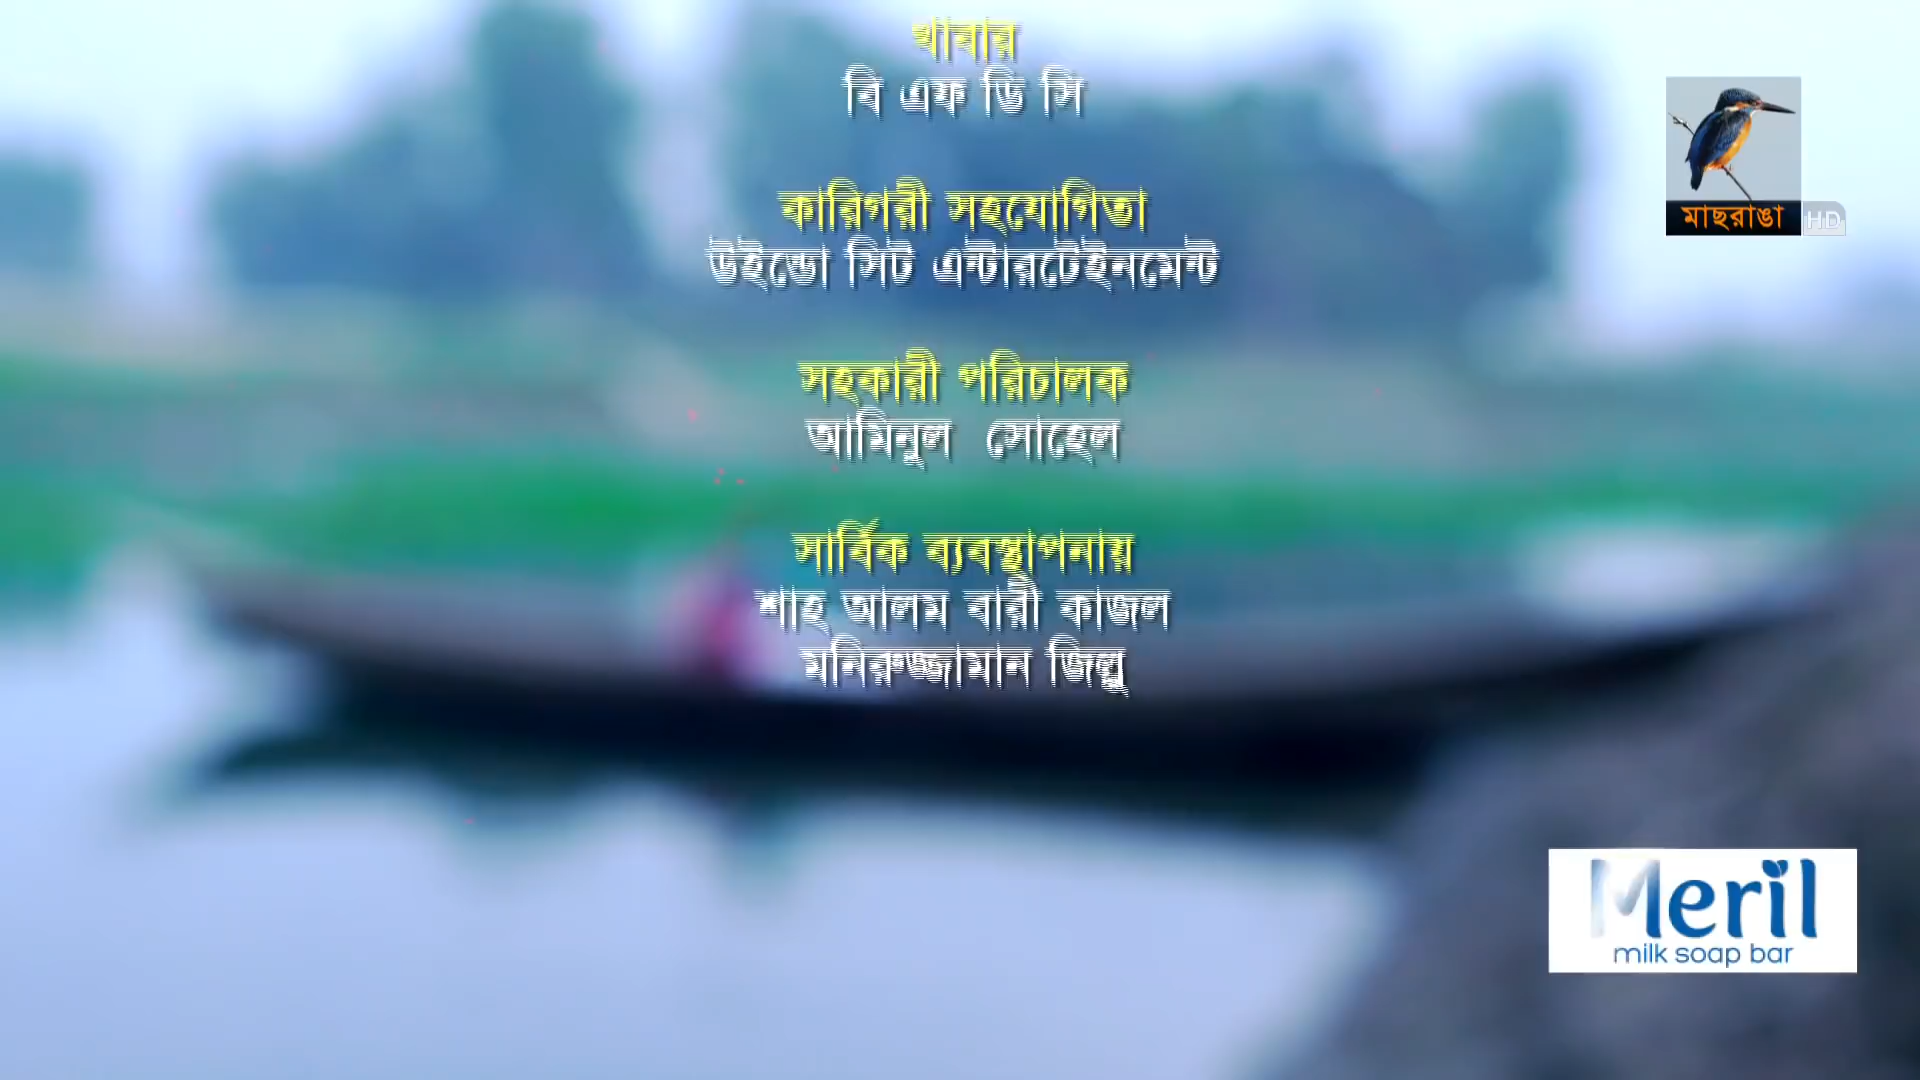 খাবার
বি এফ ডি সি
কারিগরী সহযোগিতা
উইন্ডো সিট এন্টারটেইনমেন্ট
সহকারী পরিচালক
আমিনুল সোহেল
সার্বিক ব্যবস্থাপনায়
শাহ আলম বারী কাজল
মনিরুজ্জামান জিল্লু
মাছরাঙা HD
Meril
milk soap bar